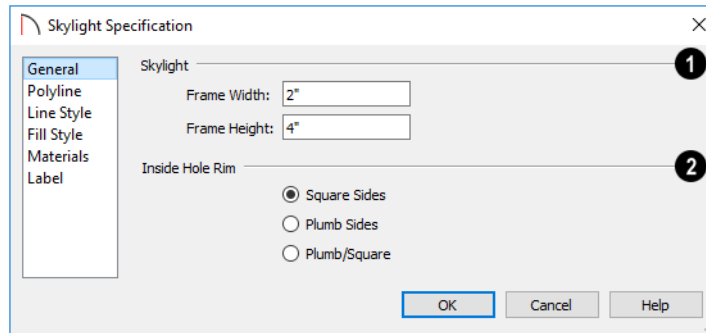 Skylight Specification
General
Polyline
Line Style
Fill Style
Materials
Label
Skylight 1
Frame Width: 2"
Frame Height: 4"
Inside Hole Rim 2
Square Sides
Plumb Sides
Plumb/Square
OK Cancel Help